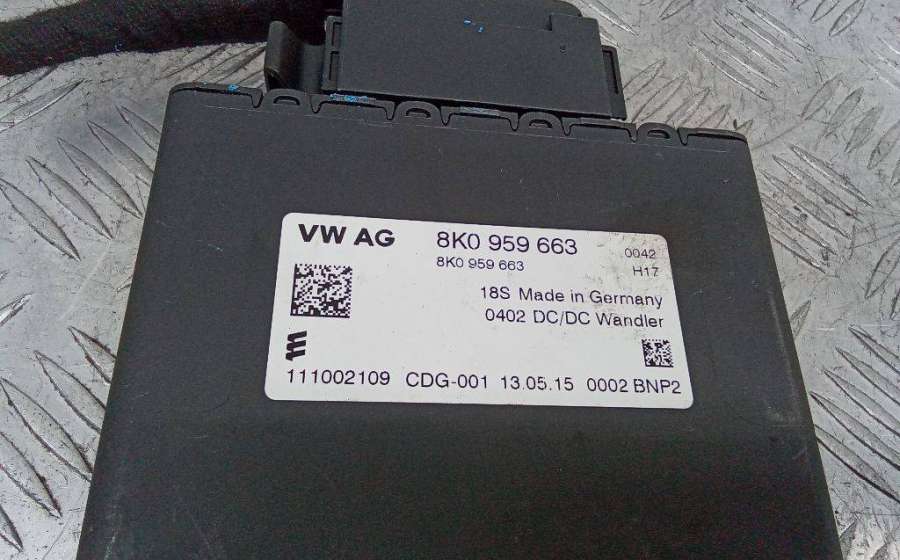 VW AG 8K0 959 663 0042
8K0 959 663 H17
18S Made in Germany
0402 DC/DC Wandler
111002109 CDG-001 13.05.15 0002 BNP2